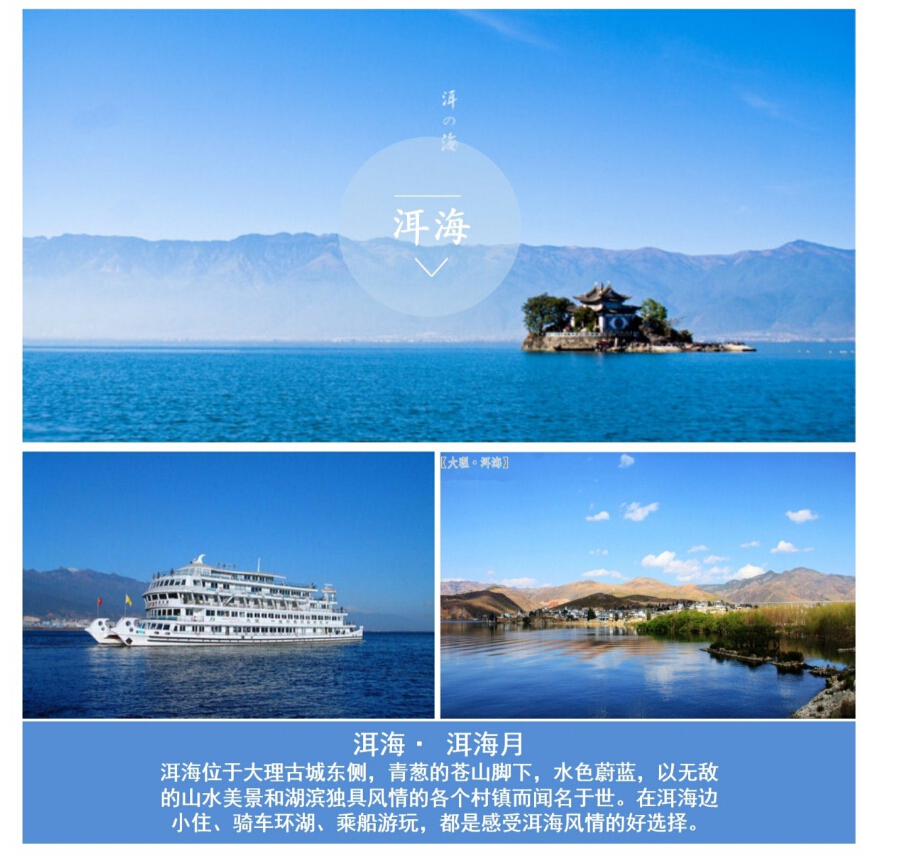 洱の海
洱海
【大理·洱海】
洱海· 洱海月
洱海位于大理古城东侧，青葱的苍山脚下，水色蔚蓝，以无敌
的山水美景和湖滨独具风情的各个村镇而闻名于世。在洱海边
小住、骑车环湖、乘船游玩，都是感受洱海风情的好选择。